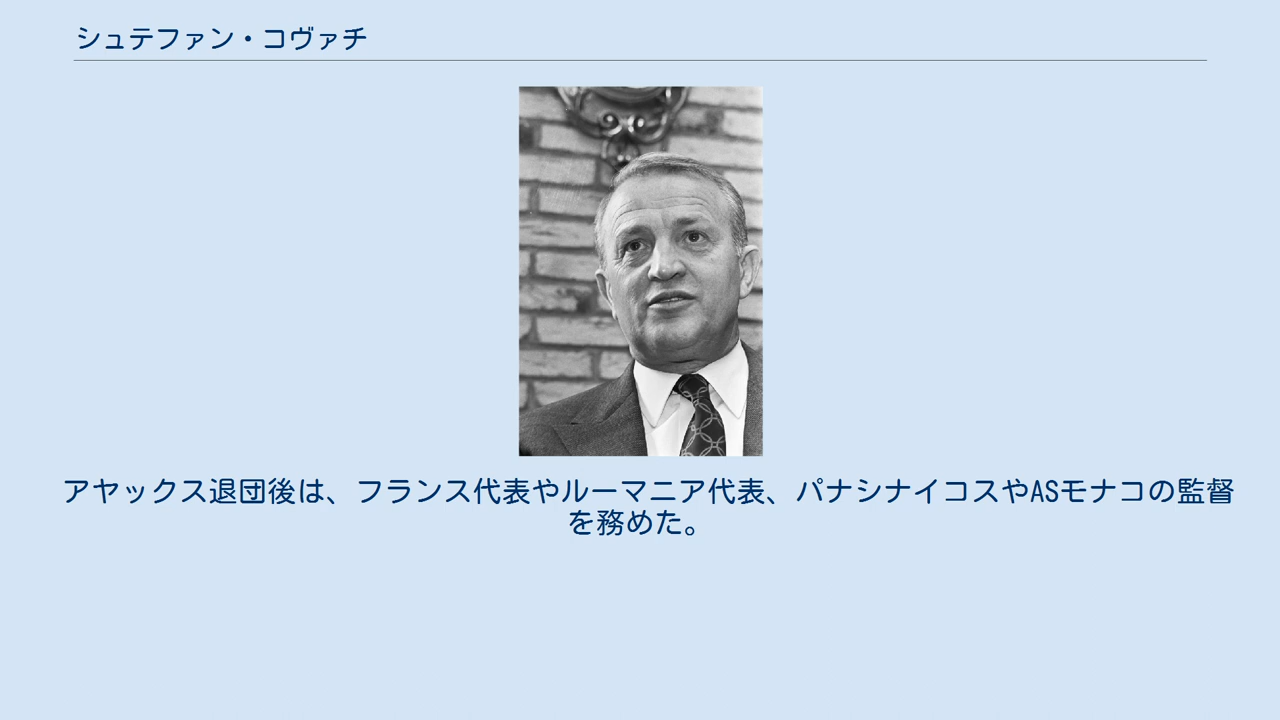 シュテファン・コヴァチ
アヤックス退団後は、フランス代表やルーマニア代表、パナシナイコスやASモナコの監督
を務めた。